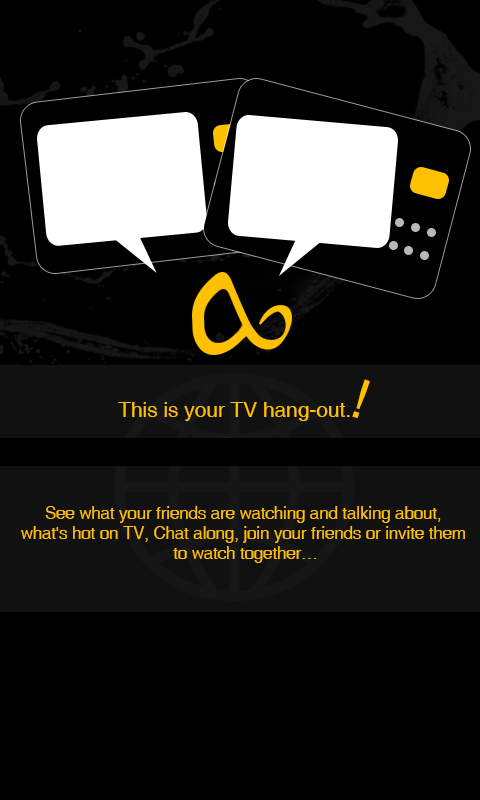 a
This is your TV hang-out..!
See what your friends are watching and talking about,
what's hot on TV, Chat along, join your friends or invite them
to watch together...